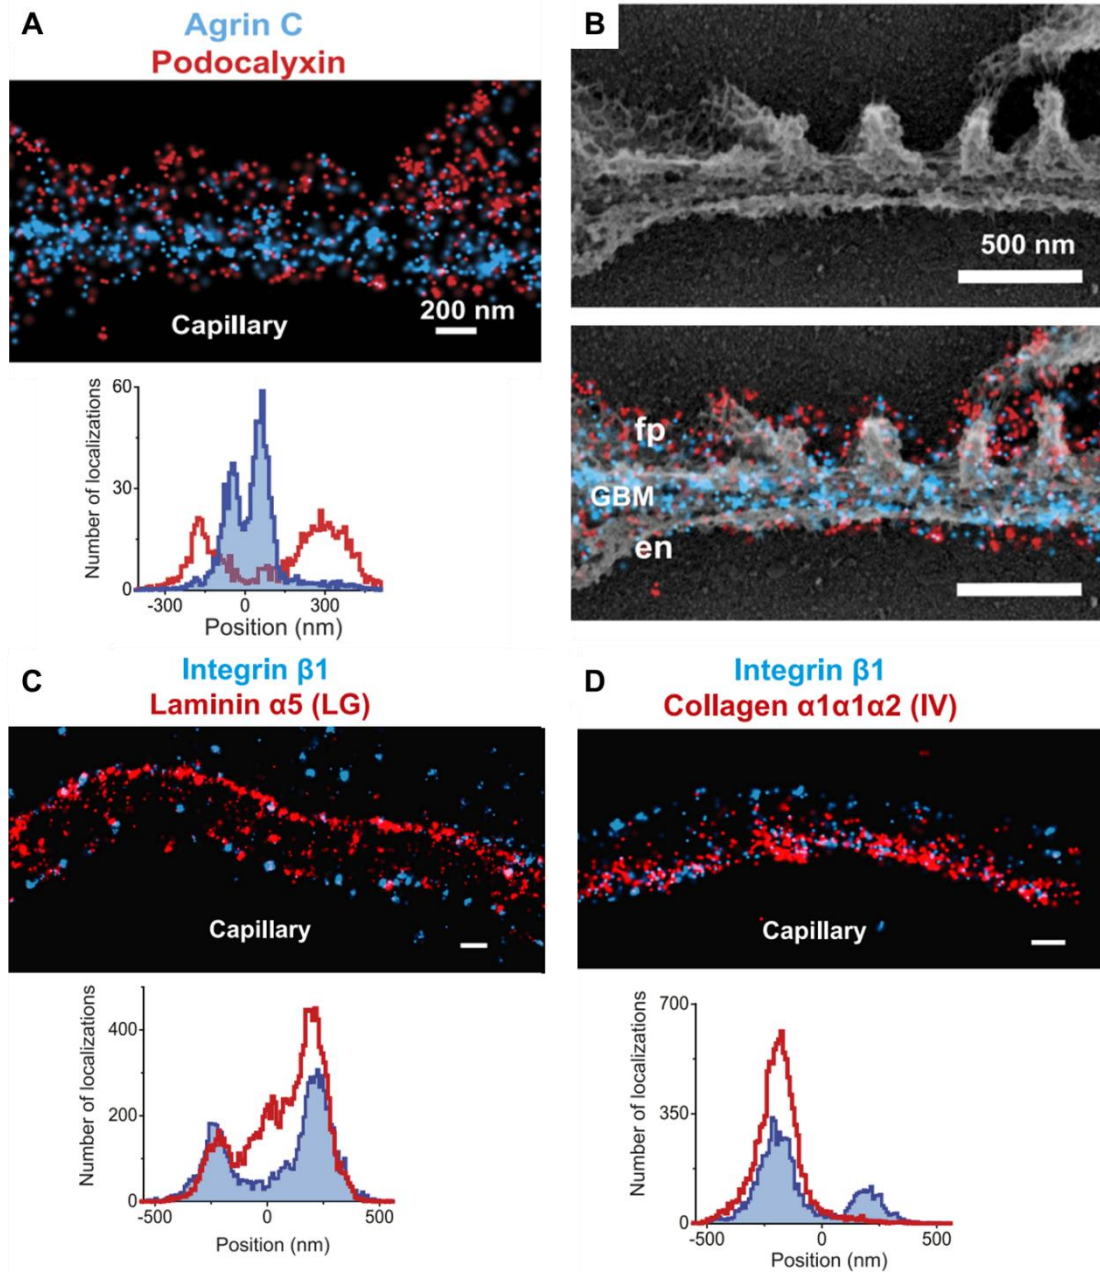 A
Agrin C
Podocalyxin
Capillary
200 nm
Number of localizations
60
30
0
-300
0
300
Position (nm)
B
500 nm
fp
GBM
en
C
Integrin β1
Laminin α5 (LG)
Capillary
Number of localizations
400
200
0
-500
0
500
Position (nm)
D
Integrin β1
Collagen α1α1α2 (IV)
Capillary
Number of localizations
700
350
0
-500
0
500
Position (nm)